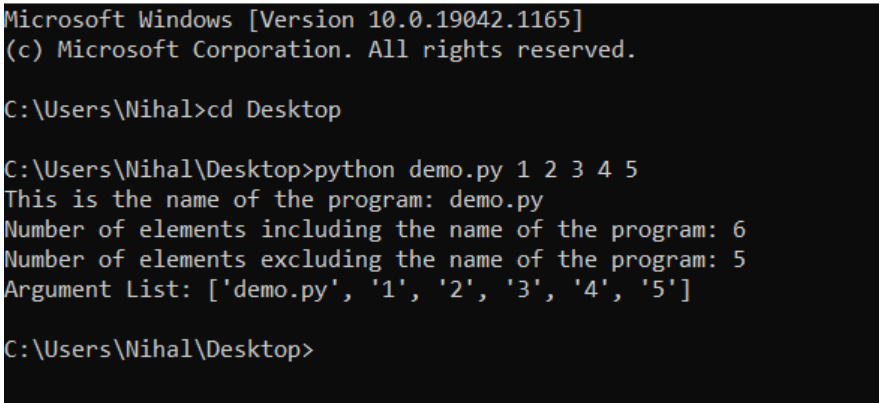 Microsoft Windows [Version 10.0.19042.1165]
(c) Microsoft Corporation. All rights reserved.
C:\Users\Nihal>cd Desktop
C:\Users\Nihal\Desktop>python demo.py 1 2 3 4 5
This is the name of the program: demo.py
Number of elements including the name of the program: 6
Number of elements excluding the name of the program: 5
Argument List: ['demo.py', '1', '2', '3', '4', '5']
C:\Users\Nihal\Desktop>